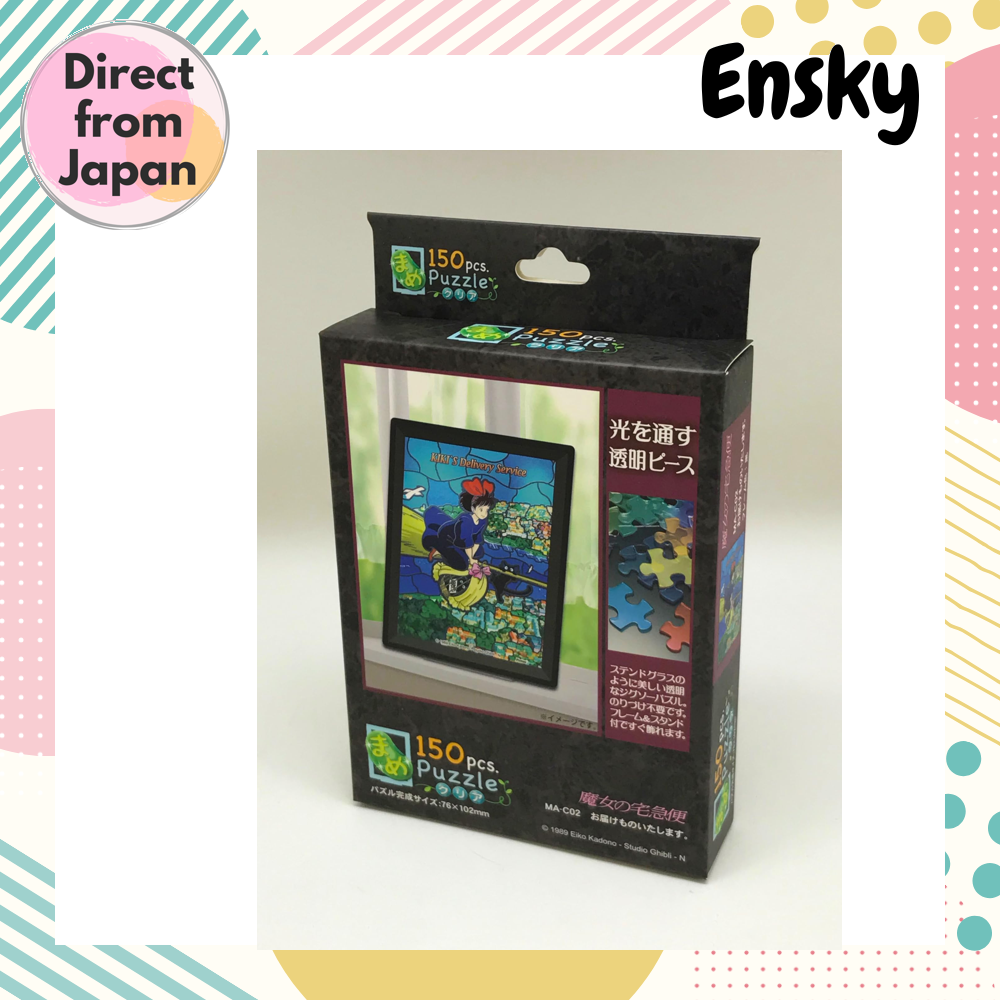 Direct
from
Japan
Ensky
まめ
150pcs.
Puzzle
クリア
まめ
150pcs.
Puzzle
クリア
光を通す
透明ピース
KIKI'S Delivery Service
ステンドグラスの
ように美しい透明
なジグソーパズル。
のりづけ不要です。
フレーム&スタンド
付ですぐ飾れます。
※イメージです。
まめ
150pcs.
Puzzle
クリア
パズル完成サイズ:76×102mm
魔女の宅急便
MA-C02 お届けものいたします。
© 1989 Eiko Kadono - Studio Ghibli - N